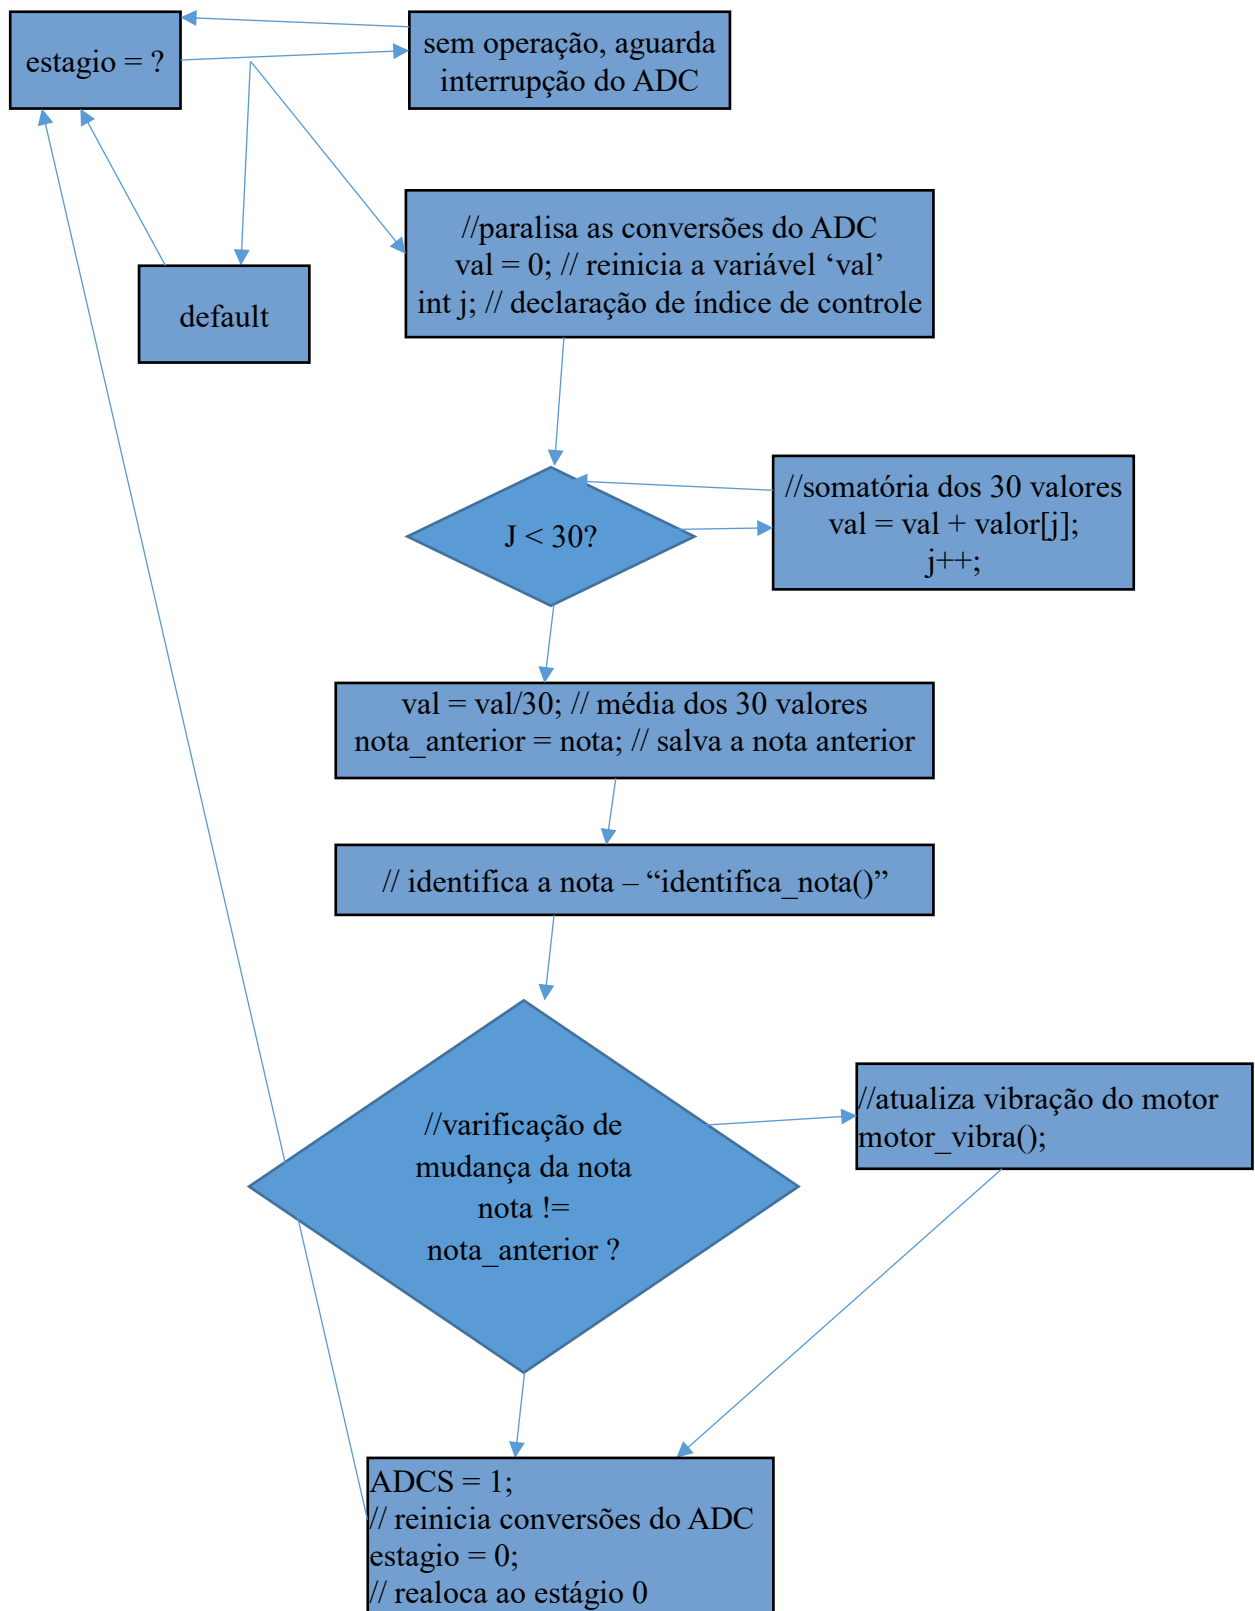 estagio = ?
sem operação, aguarda
interrupção do ADC
//paralisa as conversões do ADC
val = 0; // reinicia a variável ‘val’
int j; // declaração de índice de controle
default
J < 30?
//somatória dos 30 valores
val = val + valor[j];
j++;
val = val/30; // média dos 30 valores
nota_anterior = nota; // salva a nota anterior
// identifica a nota – “identifica_nota()”
//varificação de
mudança da nota
nota !=
nota_anterior ?
//atualiza vibração do motor
motor_vibra();
ADCS = 1;
// reinicia conversões do ADC
estagio = 0;
// realoca ao estágio 0